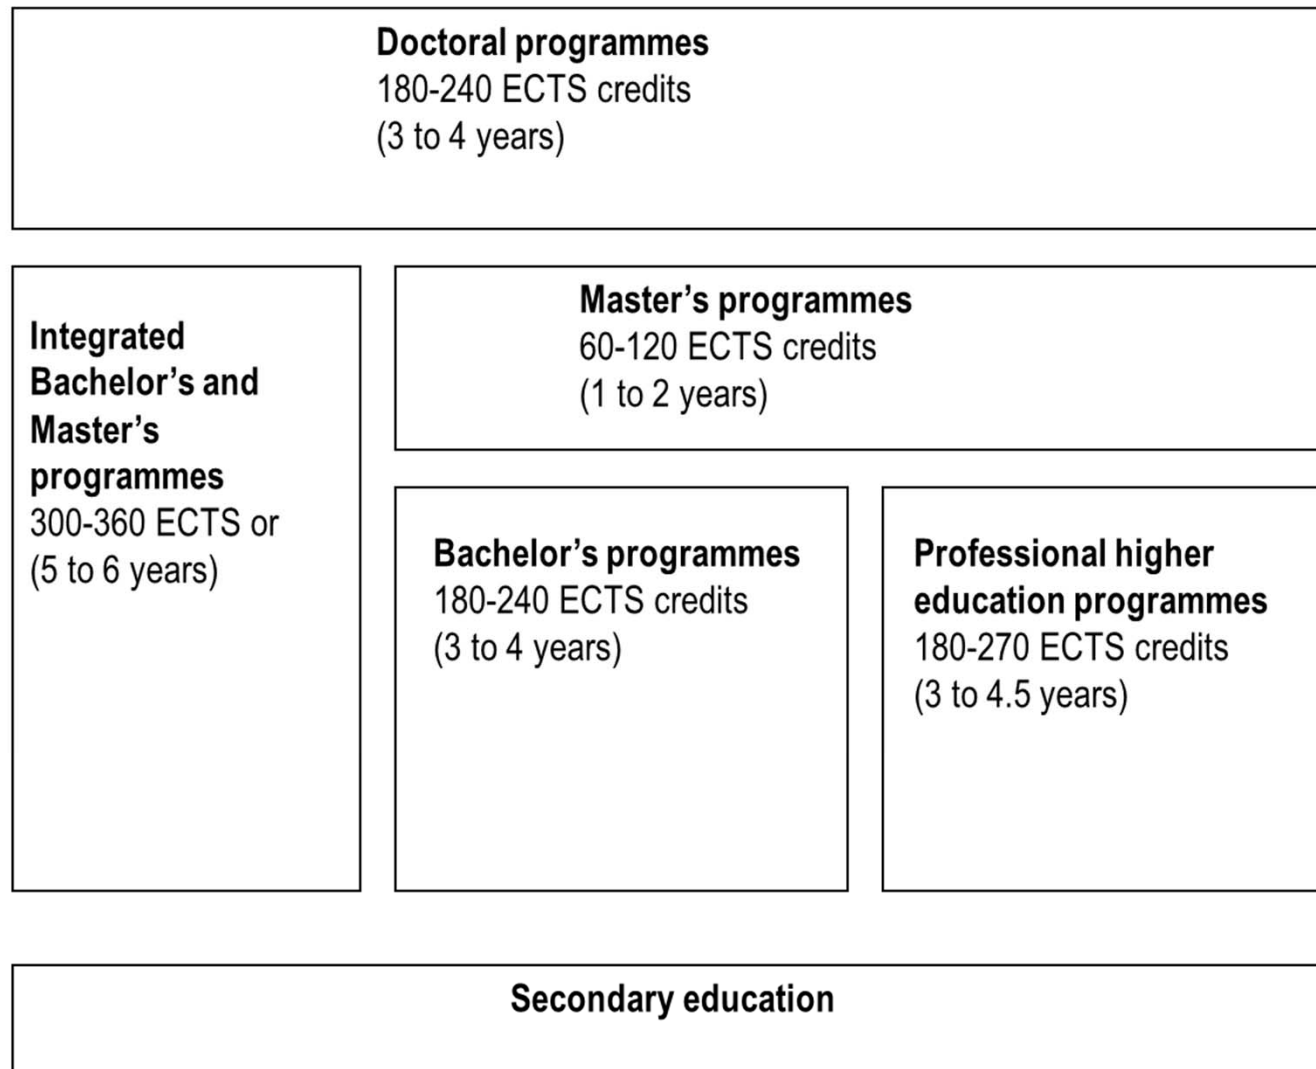 Doctoral programmes
180-240 ECTS credits
(3 to 4 years)
Integrated
Bachelor’s and
Master’s
programmes
300-360 ECTS or
(5 to 6 years)
Master’s programmes
60-120 ECTS credits
(1 to 2 years)
Bachelor’s programmes
180-240 ECTS credits
(3 to 4 years)
Professional higher
education programmes
180-270 ECTS credits
(3 to 4.5 years)
Secondary education